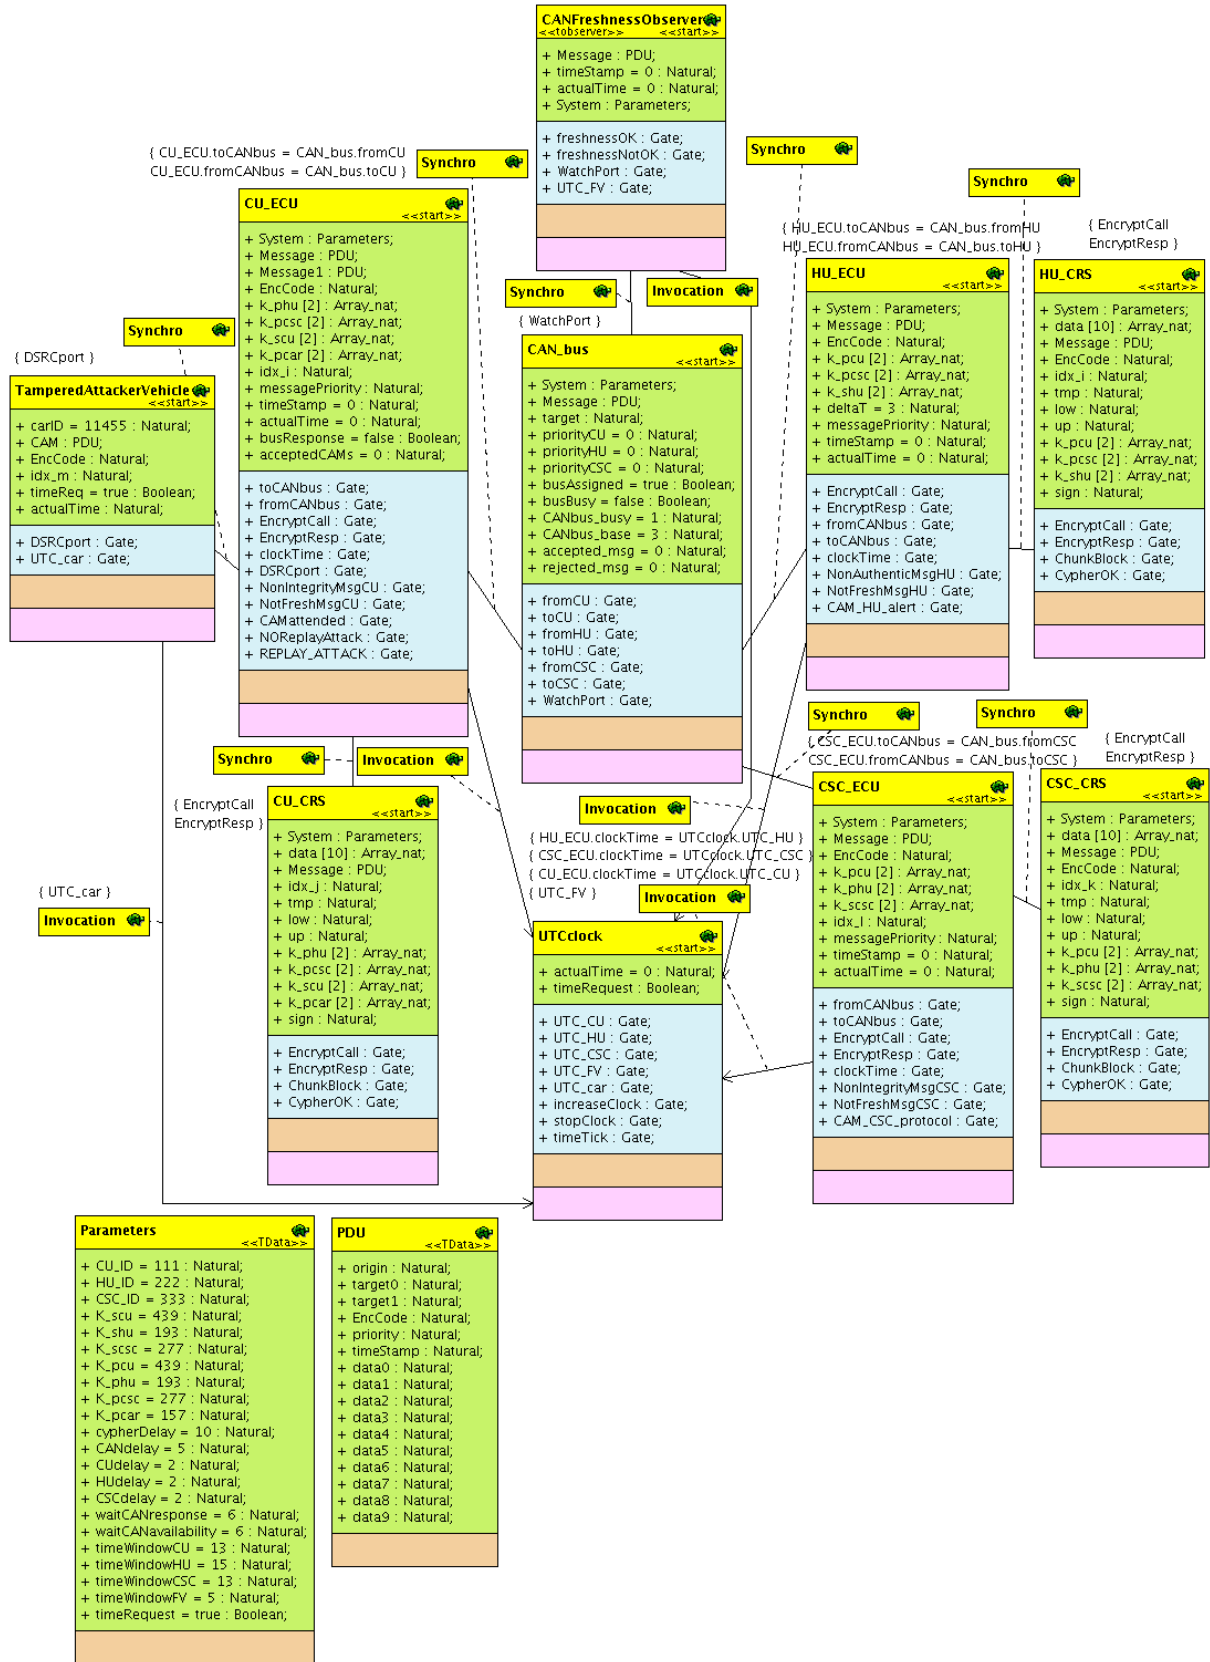 CANFreshnessObserver
<<tobserver>> <<start>>
+ Message : PDU;
+ timeStamp = 0 : Natural;
+ actualTime = 0 : Natural;
+ System : Parameters;
+ freshnessOK : Gate;
+ freshnessNotOK : Gate;
+ WatchPort : Gate;
+ UTC_FV : Gate;
{ CU_ECU.toCANbus = CAN_bus.fromCU
CU_ECU.fromCANbus = CAN_bus.toCU }
Synchro
Synchro
Synchro
CU_ECU
<<start>>
+ System : Parameters;
+ Message : PDU;
+ Message1 : PDU;
+ EncCode : Natural;
+ k_phu [2] : Array_nat;
+ k_pcsc [2] : Array_nat;
+ k_scu [2] : Array_nat;
+ k_pcar [2] : Array_nat;
+ idx_i : Natural;
+ messagePriority : Natural;
+ timeStamp = 0 : Natural;
+ actualTime = 0 : Natural;
+ busResponse = false : Boolean;
+ acceptedCAMs = 0 : Natural;
+ toCANbus : Gate;
+ fromCANbus : Gate;
+ EncryptCall : Gate;
+ EncryptResp : Gate;
+ clockTime : Gate;
+ DSRCport : Gate;
+ NonIntegrityMsgCU : Gate;
+ NotFreshMsgCU : Gate;
+ CAMattended : Gate;
+ NOReplayAttack : Gate;
+ REPLAY_ATTACK : Gate;
{ HU_ECU.toCANbus = CAN_bus.fromHU
HU_ECU.fromCANbus = CAN_bus.toHU }
{ EncryptCall
EncryptResp }
HU_ECU
<<start>>
+ System : Parameters;
+ Message : PDU;
+ EncCode : Natural;
+ k_pcu [2] : Array_nat;
+ k_pcsc [2] : Array_nat;
+ k_shu [2] : Array_nat;
+ deltaT = 3 : Natural;
+ messagePriority : Natural;
+ timeStamp = 0 : Natural;
+ actualTime = 0 : Natural;
+ EncryptCall : Gate;
+ EncryptResp : Gate;
+ fromCANbus : Gate;
+ toCANbus : Gate;
+ clockTime : Gate;
+ NonAuthenticMsgHU : Gate;
+ NotFreshMsgHU : Gate;
+ CAM_HU_alert : Gate;
HU_CRS
<<start>>
+ System : Parameters;
+ data [10] : Array_nat;
+ Message : PDU;
+ EncCode : Natural;
+ idx_i : Natural;
+ tmp : Natural;
+ low : Natural;
+ up : Natural;
+ k_pcu [2] : Array_nat;
+ k_pcsc [2] : Array_nat;
+ k_shu [2] : Array_nat;
+ sign : Natural;
+ EncryptCall : Gate;
+ EncryptResp : Gate;
+ ChunkBlock : Gate;
+ CypherOK : Gate;
Synchro
Invocation
{ WatchPort }
Synchro
{ DSRCport }
TamperedAttackerVehicle
<<start>>
+ carID = 11455 : Natural;
+ CAM : PDU;
+ EncCode : Natural;
+ idx_m : Natural;
+ timeReq = true : Boolean;
+ actualTime : Natural;
+ DSRCport : Gate;
+ UTC_car : Gate;
CAN_bus
<<start>>
+ System : Parameters;
+ Message : PDU;
+ target : Natural;
+ priorityCU = 0 : Natural;
+ priorityHU = 0 : Natural;
+ priorityCSC = 0 : Natural;
+ busAssigned = true : Boolean;
+ busBusy = false : Boolean;
+ CANbus_busy = 1 : Natural;
+ CANbus_base = 3 : Natural;
+ accepted_msg = 0 : Natural;
+ rejected_msg = 0 : Natural;
+ fromCU : Gate;
+ toCU : Gate;
+ fromHU : Gate;
+ toHU : Gate;
+ fromCSC : Gate;
+ toCSC : Gate;
+ WatchPort : Gate;
Synchro
Synchro
{ CSC_ECU.toCANbus = CAN_bus.fromCSC
CSC_ECU.fromCANbus = CAN_bus.toCSC }
{ EncryptCall
EncryptResp }
Synchro
Invocation
CU_CRS
<<start>>
+ System : Parameters;
+ data [10] : Array_nat;
+ Message : PDU;
+ idx_j : Natural;
+ tmp : Natural;
+ low : Natural;
+ up : Natural;
+ k_phu [2] : Array_nat;
+ k_pcsc [2] : Array_nat;
+ k_scu [2] : Array_nat;
+ k_pcar [2] : Array_nat;
+ sign : Natural;
+ EncryptCall : Gate;
+ EncryptResp : Gate;
+ ChunkBlock : Gate;
+ CypherOK : Gate;
{ EncryptCall
EncryptResp }
Invocation
{ HU_ECU.clockTime = UTCclock.UTC_HU }
{ CSC_ECU.clockTime = UTCclock.UTC_CSC }
{ CU_ECU.clockTime = UTCclock.UTC_CU }
{ UTC_FV }
Invocation
{ UTC_car }
Invocation
CSC_ECU
<<start>>
+ System : Parameters;
+ Message : PDU;
+ EncCode : Natural;
+ k_pcu [2] : Array_nat;
+ k_phu [2] : Array_nat;
+ k_scsc [2] : Array_nat;
+ idx_l : Natural;
+ messagePriority : Natural;
+ timeStamp = 0 : Natural;
+ actualTime = 0 : Natural;
+ fromCANbus : Gate;
+ toCANbus : Gate;
+ EncryptCall : Gate;
+ EncryptResp : Gate;
+ clockTime : Gate;
+ NonIntegrityMsgCSC : Gate;
+ NotFreshMsgCSC : Gate;
+ CAM_CSC_protocol : Gate;
CSC_CRS
<<start>>
+ System : Parameters;
+ data [10] : Array_nat;
+ Message : PDU;
+ EncCode : Natural;
+ idx_k : Natural;
+ tmp : Natural;
+ low : Natural;
+ up : Natural;
+ k_pcu [2] : Array_nat;
+ k_phu [2] : Array_nat;
+ k_scsc [2] : Array_nat;
+ sign : Natural;
+ EncryptCall : Gate;
+ EncryptResp : Gate;
+ ChunkBlock : Gate;
+ CypherOK : Gate;
UTCclock
<<start>>
+ actualTime = 0 : Natural;
+ timeRequest : Boolean;
+ UTC_CU : Gate;
+ UTC_HU : Gate;
+ UTC_CSC : Gate;
+ UTC_FV : Gate;
+ UTC_car : Gate;
+ increaseClock : Gate;
+ stopClock : Gate;
+ timeTick : Gate;
Parameters
<<TData>>
+ CU_ID = 111 : Natural;
+ HU_ID = 222 : Natural;
+ CSC_ID = 333 : Natural;
+ K_scu = 439 : Natural;
+ K_shu = 193 : Natural;
+ K_scsc = 277 : Natural;
+ K_pcu = 439 : Natural;
+ K_phu = 193 : Natural;
+ K_pcsc = 277 : Natural;
+ K_pcar = 157 : Natural;
+ cypherDelay = 10 : Natural;
+ CANdelay = 5 : Natural;
+ CUdelay = 2 : Natural;
+ HUdelay = 2 : Natural;
+ CSCdelay = 2 : Natural;
+ waitCANresponse = 6 : Natural;
+ waitCANavailability = 6 : Natural;
+ timeWindowCU = 13 : Natural;
+ timeWindowHU = 15 : Natural;
+ timeWindowCSC = 13 : Natural;
+ timeWindowFV = 5 : Natural;
+ timeRequest = true : Boolean;
PDU
<<TData>>
+ origin : Natural;
+ target0 : Natural;
+ target1 : Natural;
+ EncCode : Natural;
+ priority : Natural;
+ timeStamp : Natural;
+ data0 : Natural;
+ data1 : Natural;
+ data2 : Natural;
+ data3 : Natural;
+ data4 : Natural;
+ data5 : Natural;
+ data6 : Natural;
+ data7 : Natural;
+ data8 : Natural;
+ data9 : Natural;